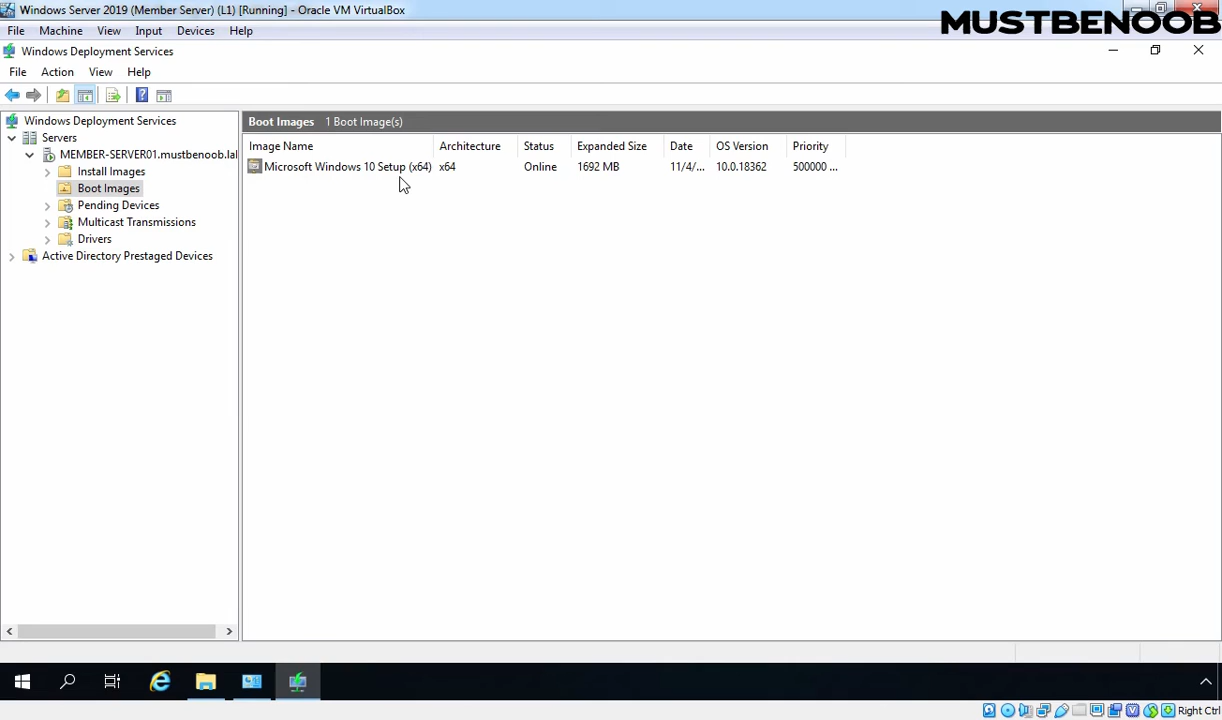 Windows Server 2019 (Member Server) (L1) [Running] - Oracle VM VirtualBox
MUSTBENOOB
File Machine View Input Devices Help
Windows Deployment Services
File Action View Help
Windows Deployment Services
Servers
MEMBER-SERVER01.mustbenoob.lal
Install Images
Boot Images
Pending Devices
Multicast Transmissions
Drivers
Active Directory Prestaged Devices
Boot Images 1 Boot Image(s)
Image Name Architecture Status Expanded Size Date OS Version Priority
Microsoft Windows 10 Setup (x64) x64 Online 1692 MB 11/4/... 10.0.18362 500000 ...
Right Ctrl